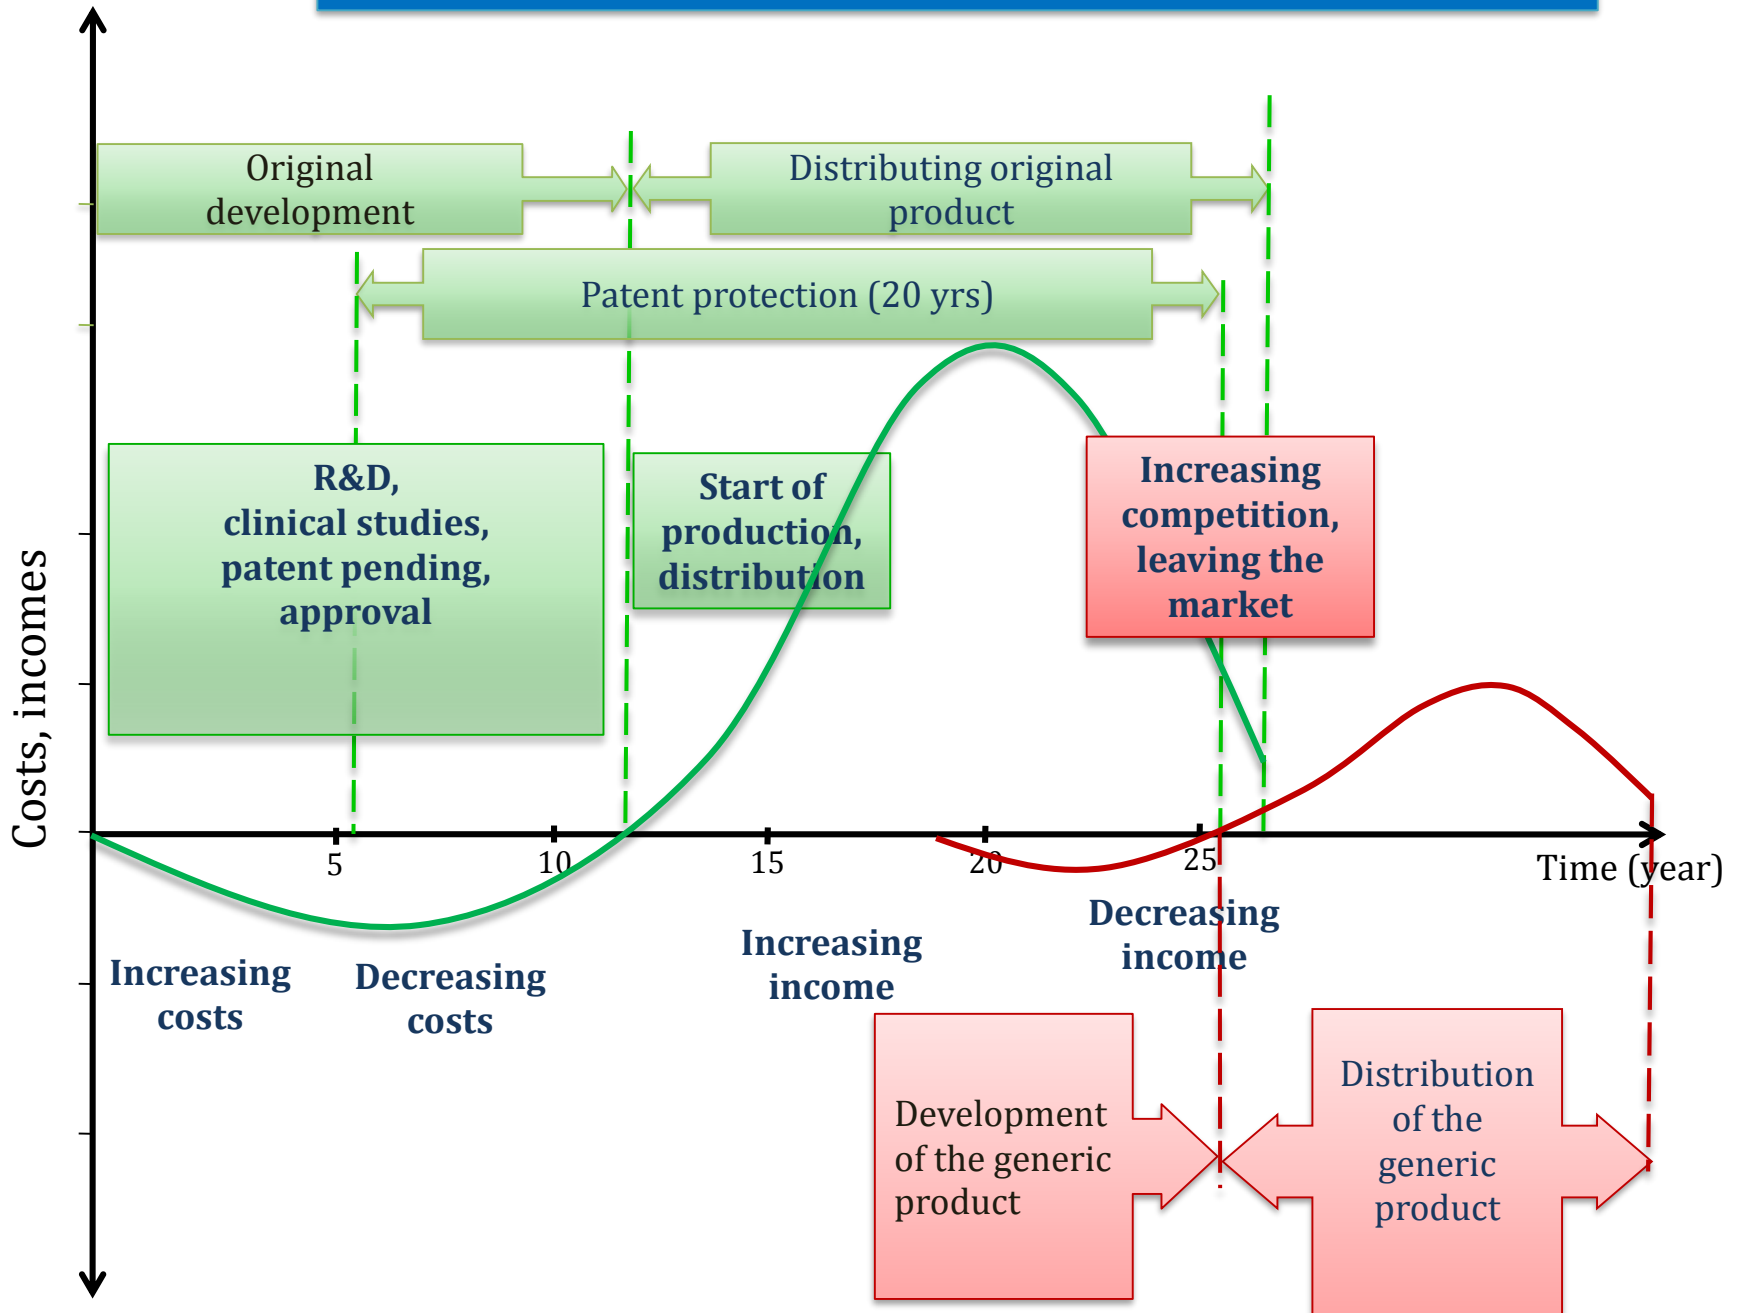 Original
development
Distributing original
product
Patent protection (20 yrs)
R&D,
clinical studies,
patent pending,
approval
Start of
production,
distribution
Increasing
competition,
leaving the
market
Costs, incomes
5
10
15
20
25
Time (year)
Increasing
costs
Decreasing
costs
Increasing
income
Decreasing
income
Development
of the generic
product
Distribution
of the
generic
product